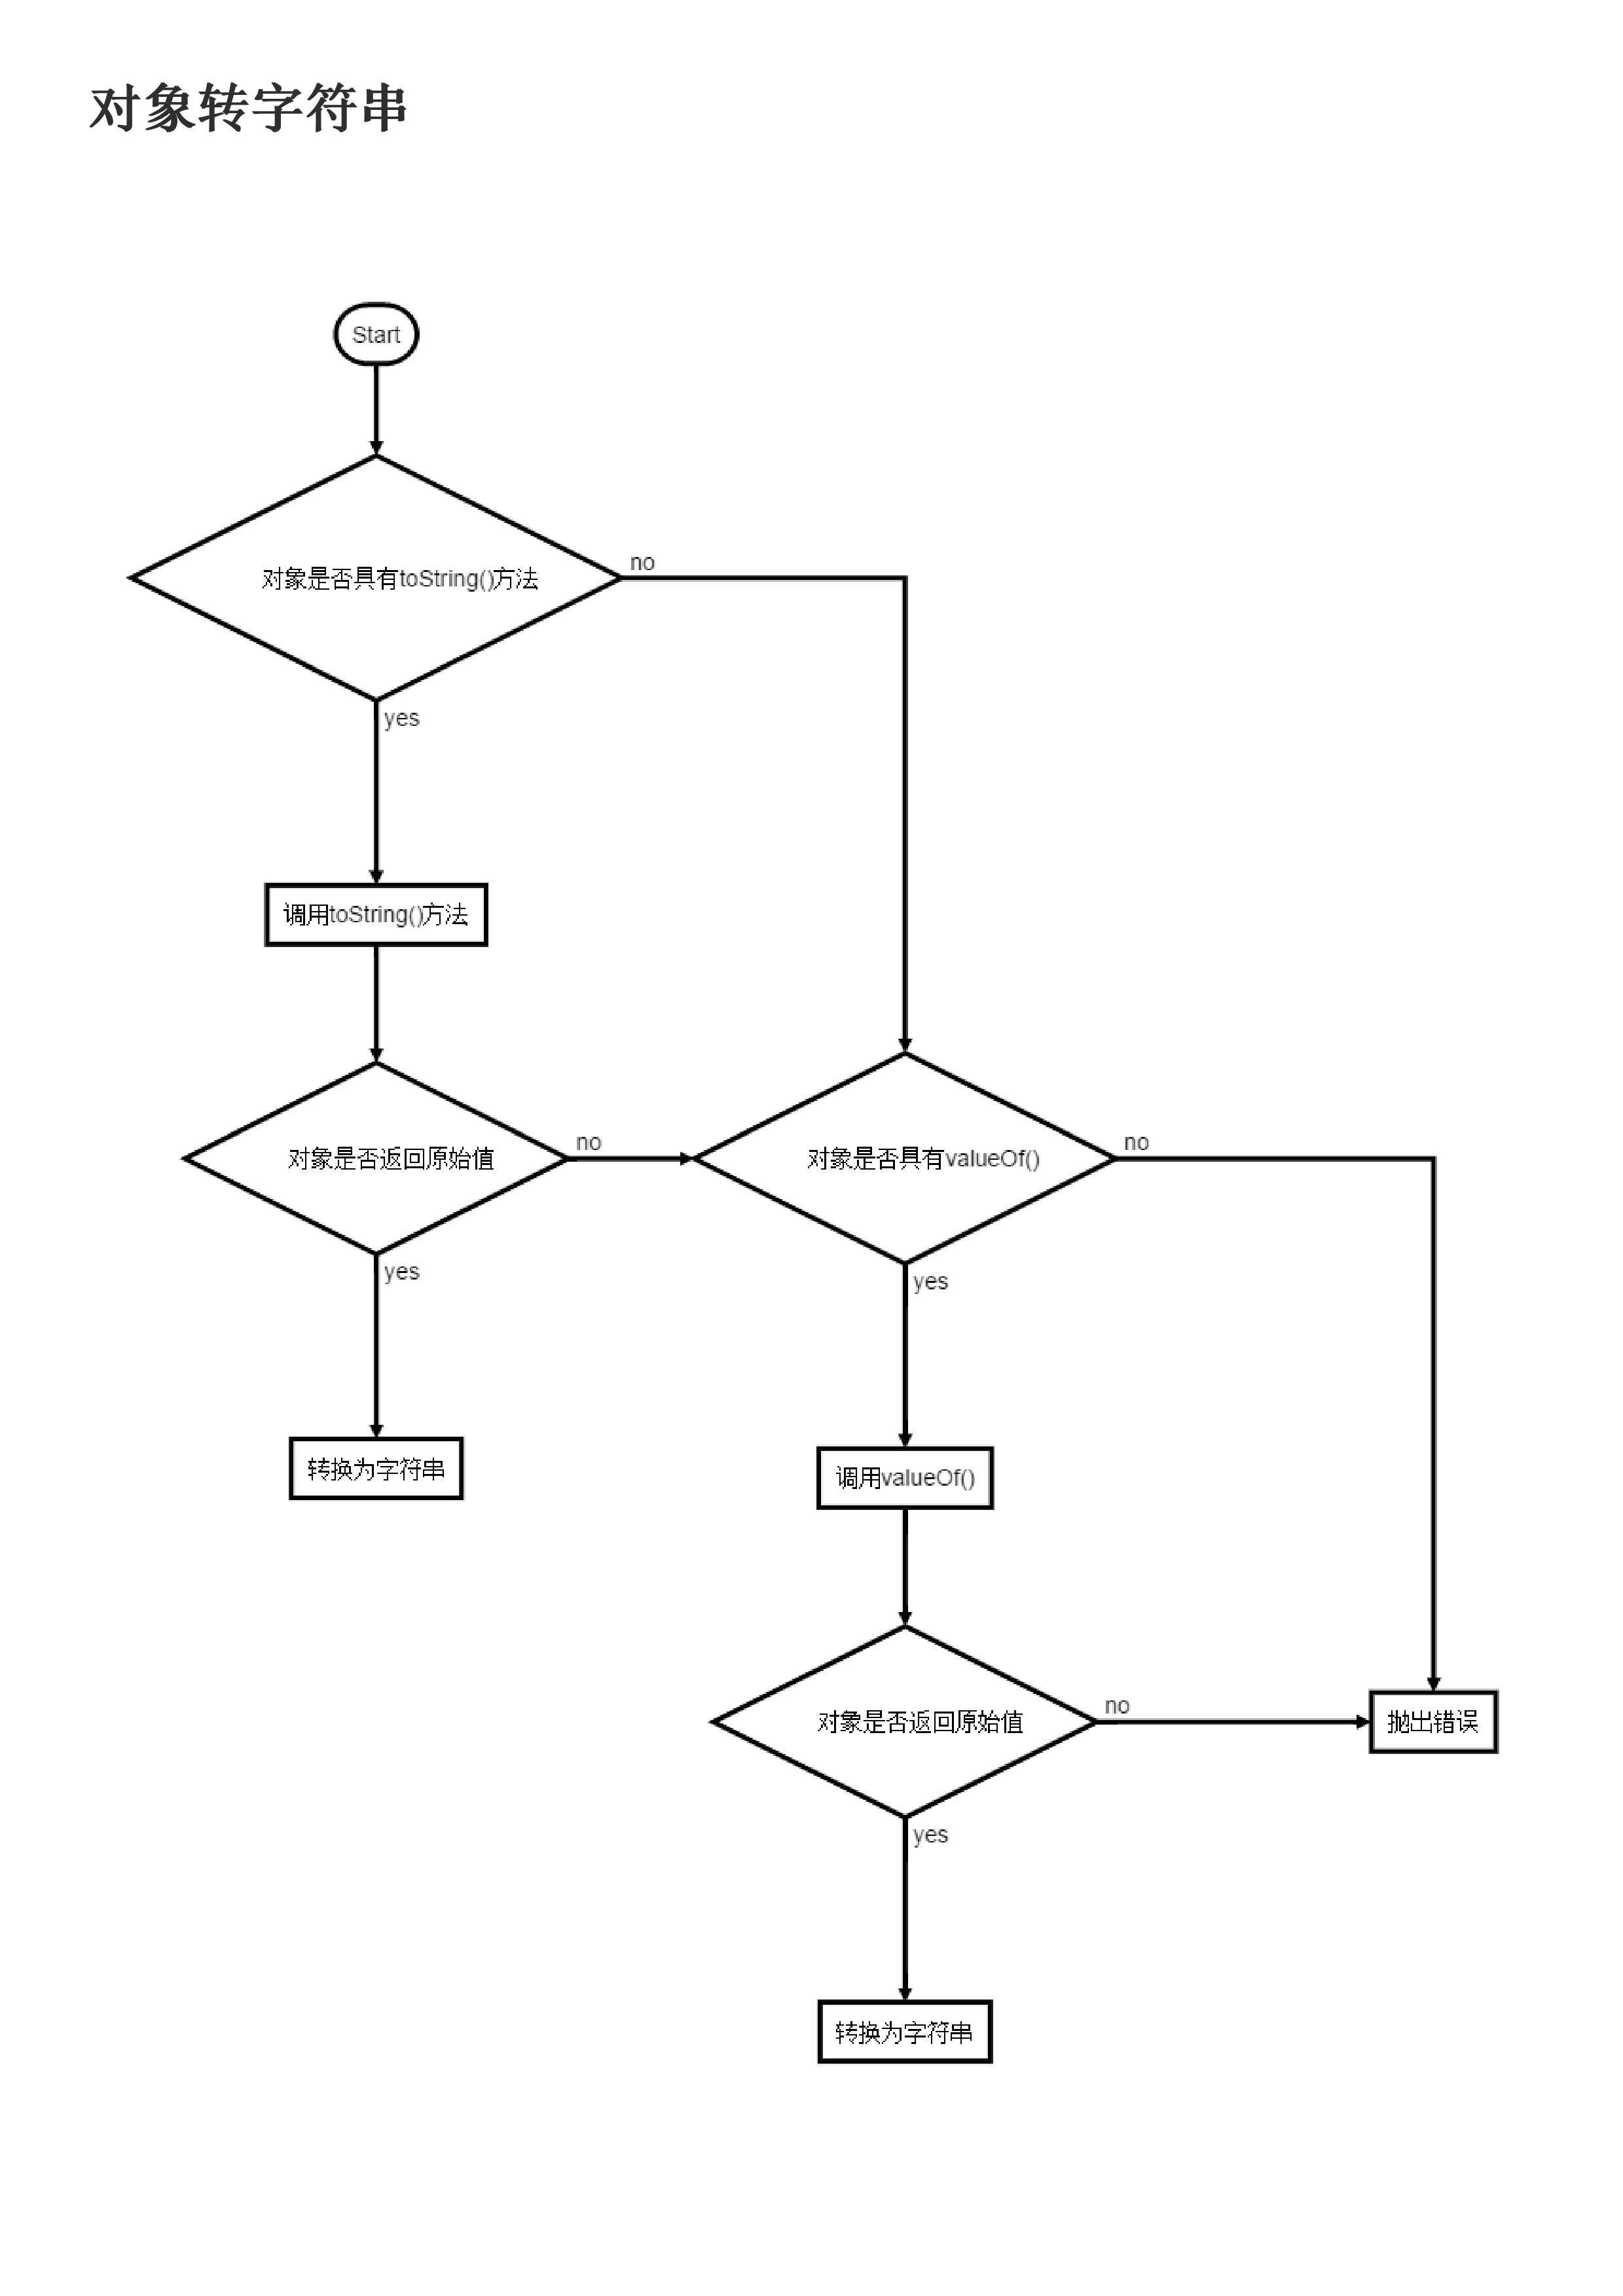 对象转字符串
Start
对象是否具有toString()方法
no
yes
调用toString()方法
对象是否返回原始值
no
对象是否具有valueOf()
no
yes
yes
转换为字符串
调用valueOf()
对象是否返回原始值
no
抛出错误
yes
转换为字符串